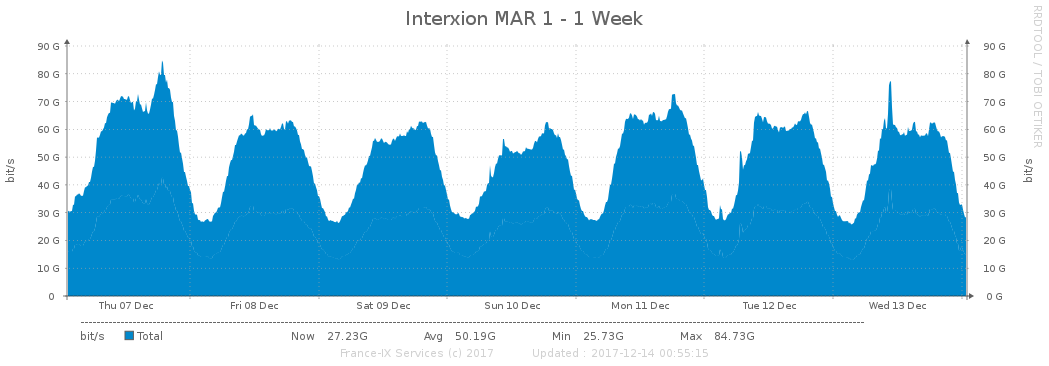 Interxion MAR 1 - 1 Week
RRDTOOL / TOBI OETIKER
bit/s
bit/s
90 G
80 G
70 G
60 G
50 G
40 G
30 G
20 G
10 G
0
90 G
80 G
70 G
60 G
50 G
40 G
30 G
20 G
10 G
0 G
Thu 07 Dec Fri 08 Dec Sat 09 Dec Sun 10 Dec Mon 11 Dec Tue 12 Dec Wed 13 Dec
bit/s Total Now 27.23G Avg 50.19G Min 25.73G Max 84.73G
France-IX Services (c) 2017 Updated : 2017-12-14 00:55:15